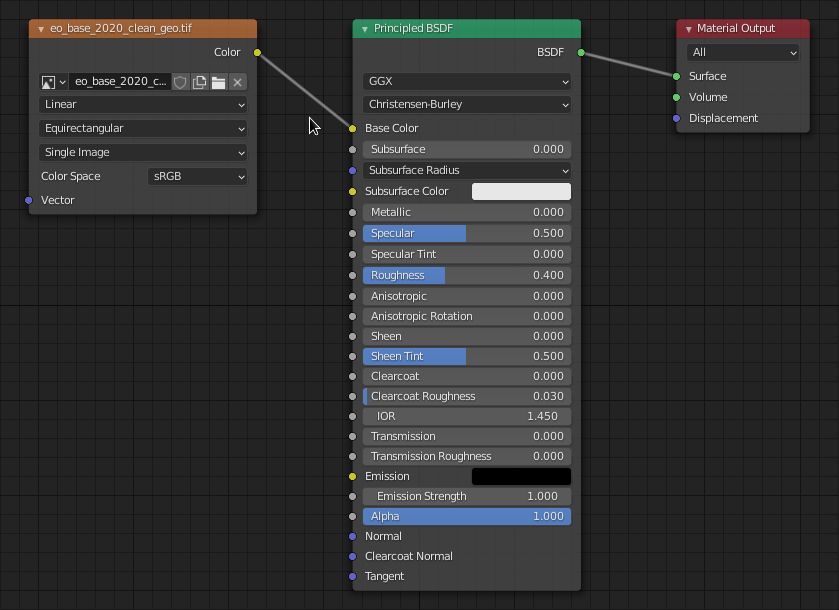 eo_base_2020_clean_geo.tif
Color
eo_base_2020_c...
Linear
Equirectangular
Single Image
Color Space sRGB
Vector
Principled BSDF
BSDF
GGX
Christensen-Burley
Base Color
Subsurface 0.000
Subsurface Radius
Subsurface Color
Metallic 0.000
Specular 0.500
Specular Tint 0.000
Roughness 0.400
Anisotropic 0.000
Anisotropic Rotation 0.000
Sheen 0.000
Sheen Tint 0.500
Clearcoat 0.000
Clearcoat Roughness 0.030
IOR 1.450
Transmission 0.000
Transmission Roughness 0.000
Emission
Emission Strength 1.000
Alpha 1.000
Normal
Clearcoat Normal
Tangent
Material Output
All
Surface
Volume
Displacement